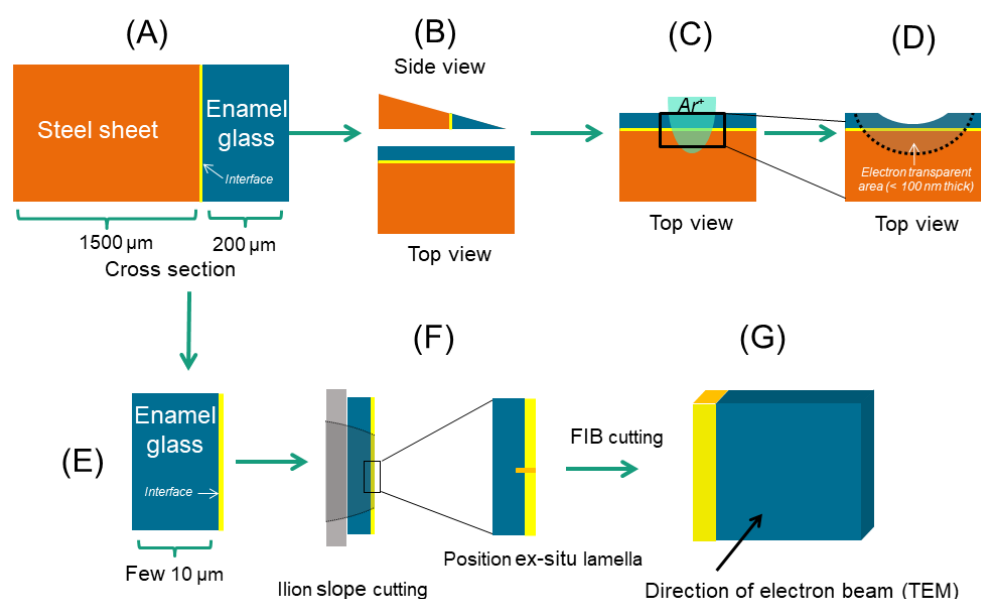 (A)
Steel sheet
Enamel
glass
Interface
1500 µm
200 µm
Cross section
(B)
Side view
Top view
(C)
Ar⁺
Top view
(D)
Electron transparent
area (< 100 nm thick)
Top view
(E)
Enamel
glass
Interface
Few 10 µm
(F)
Ilion slope cutting
Position ex-situ lamella
FIB cutting
(G)
Direction of electron beam (TEM)